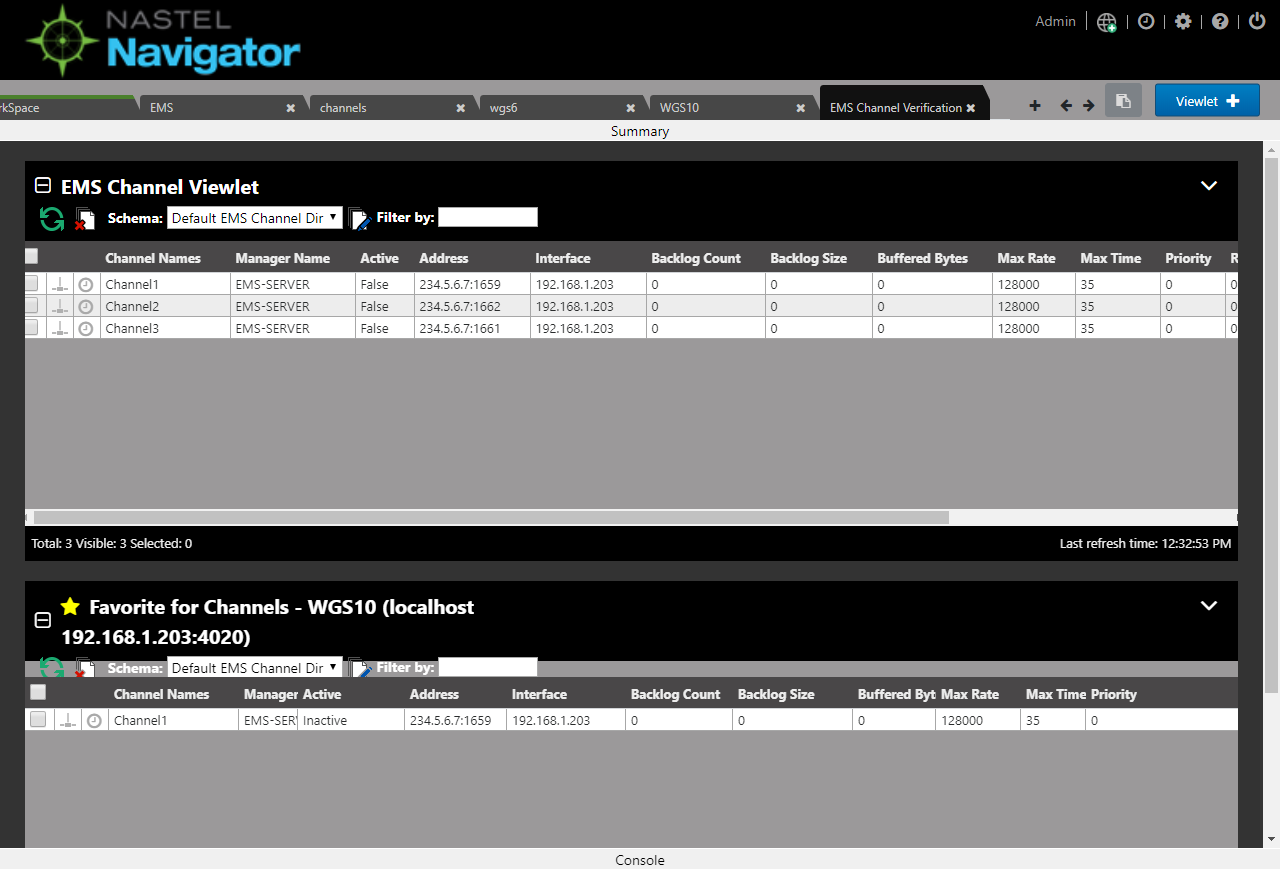 NASTEL
Navigator
Admin
rkSpace EMS channels wgs6 WGS10 EMS Channel Verification Viewlet
Summary
EMS Channel Viewlet
Schema: Default EMS Channel Dir Filter by:
Channel Names Manager Name Active Address Interface Backlog Count Backlog Size Buffered Bytes Max Rate Max Time Priority R
Channel1 EMS-SERVER False 234.5.6.7:1659 192.168.1.203 0 0 0 128000 35 0 0
Channel2 EMS-SERVER False 234.5.6.7:1662 192.168.1.203 0 0 0 128000 35 0 0
Channel3 EMS-SERVER False 234.5.6.7:1661 192.168.1.203 0 0 0 128000 35 0 0
Total: 3 Visible: 3 Selected: 0 Last refresh time: 12:32:53 PM
Favorite for Channels - WGS10 (localhost
192.168.1.203:4020)
Schema: Default EMS Channel Dir Filter by:
Channel Names Manager Active Address Interface Backlog Count Backlog Size Buffered Byt Max Rate Max Time Priority
Channel1 EMS-SER Inactive 234.5.6.7:1659 192.168.1.203 0 0 0 128000 35 0
Console